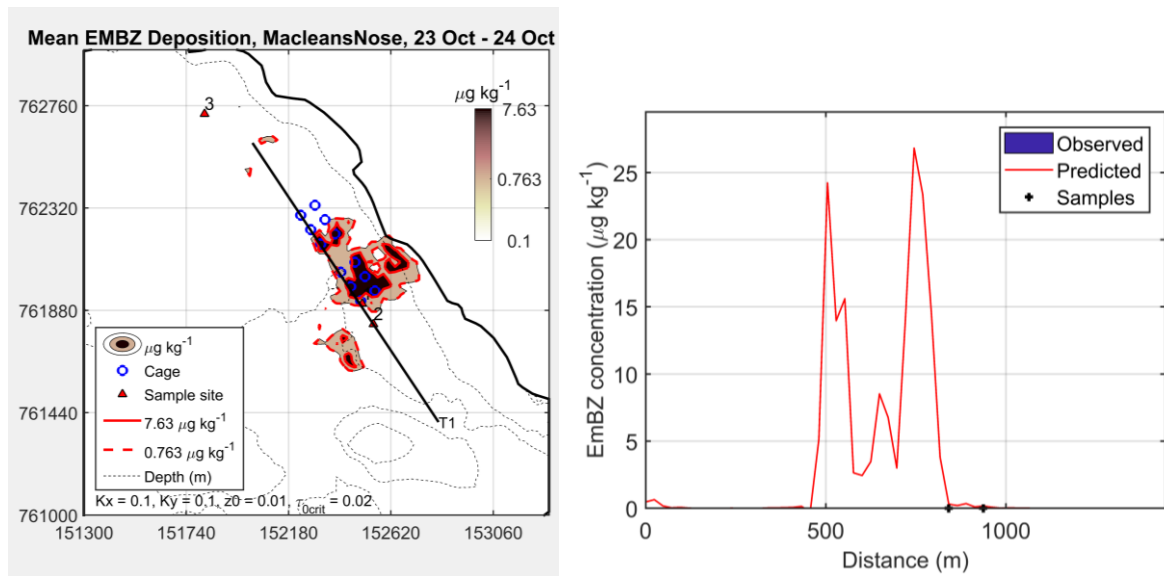 Mean EMBZ Deposition, MacleansNose, 23 Oct - 24 Oct
μg kg⁻¹
7.63
0.763
0.1
762760
762320
761880
761440
761000
151300 151740 152180 152620 153060
3
2
T1
μg kg⁻¹
Cage
Sample site
7.63 μg kg⁻¹
0.763 μg kg⁻¹
Depth (m)
Kx = 0.1, Ky = 0.1, z0 = 0.01, τ0crit = 0.02
EmBZ concentration (μg kg⁻¹)
25
20
15
10
5
0
0 500 1000
Distance (m)
Observed
Predicted
Samples